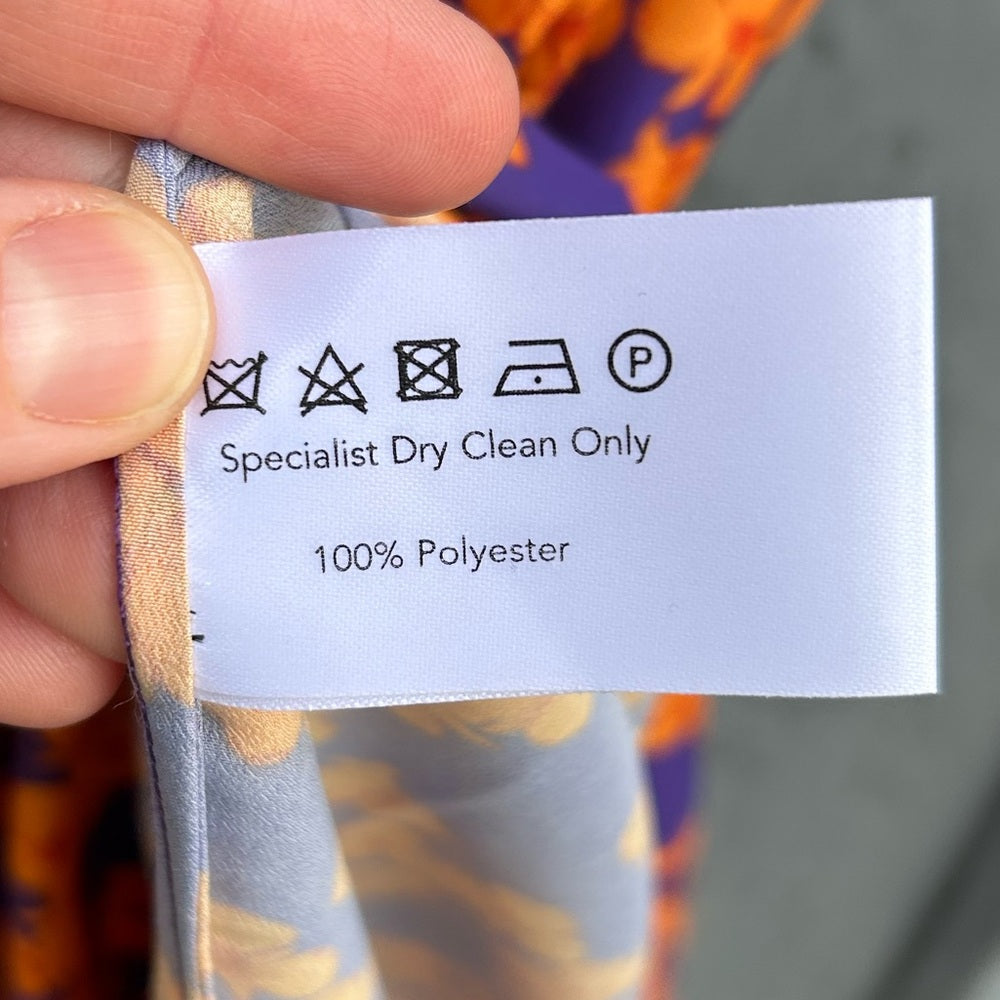 P
Specialist Dry Clean Only
100% Polyester